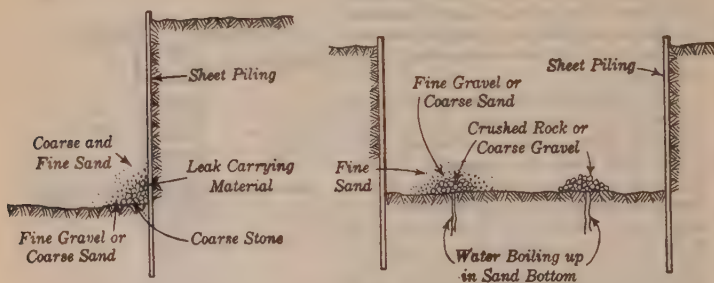 Sheet Piling
Coarse and
Fine Sand
Leak Carrying
Material
Fine Gravel or
Coarse Sand
Coarse Stone
Sheet Piling
Fine Gravel or
Coarse Sand
Crushed Rock or
Coarse Gravel
Fine
Sand
Water Boiling up
in Sand Bottom